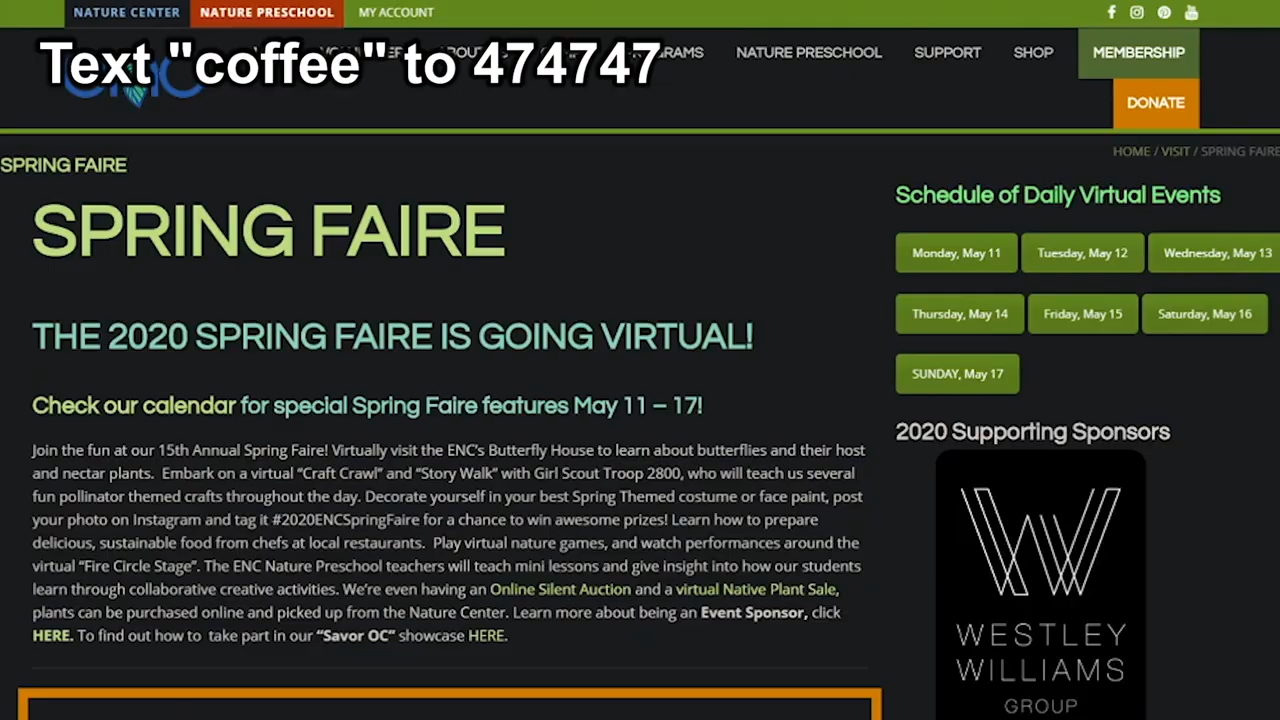 NATURE CENTER NATURE PRESCHOOL MY ACCOUNT
Text "coffee" to 474747
NATURE PRESCHOOL SUPPORT SHOP MEMBERSHIP
DONATE
HOME / VISIT / SPRING FAIRE
SPRING FAIRE
SPRING FAIRE
THE 2020 SPRING FAIRE IS GOING VIRTUAL!
Check our calendar for special Spring Faire features May 11 – 17!
Join the fun at our 15th Annual Spring Faire! Virtually visit the ENC's Butterfly House to learn about butterflies and their host
and nectar plants. Embark on a virtual “Craft Crawl” and “Story Walk” with Girl Scout Troop 2800, who will teach us several
fun pollinator themed crafts throughout the day. Decorate yourself in your best Spring Themed costume or face paint, post
your photo on Instagram and tag it #2020ENCSpringFaire for a chance to win awesome prizes! Learn how to prepare
delicious, sustainable food from chefs at local restaurants. Play virtual nature games, and watch performances around the
virtual “Fire Circle Stage”. The ENC Nature Preschool teachers will teach mini lessons and give insight into how our students
learn through collaborative creative activities. We're even having an Online Silent Auction and a virtual Native Plant Sale,
plants can be purchased online and picked up from the Nature Center. Learn more about being an Event Sponsor, click
HERE. To find out how to take part in our “Savor OC” showcase HERE.
Schedule of Daily Virtual Events
Monday, May 11 Tuesday, May 12 Wednesday, May 13
Thursday, May 14 Friday, May 15 Saturday, May 16
SUNDAY, May 17
2020 Supporting Sponsors
WESTLEY
WILLIAMS
GROUP